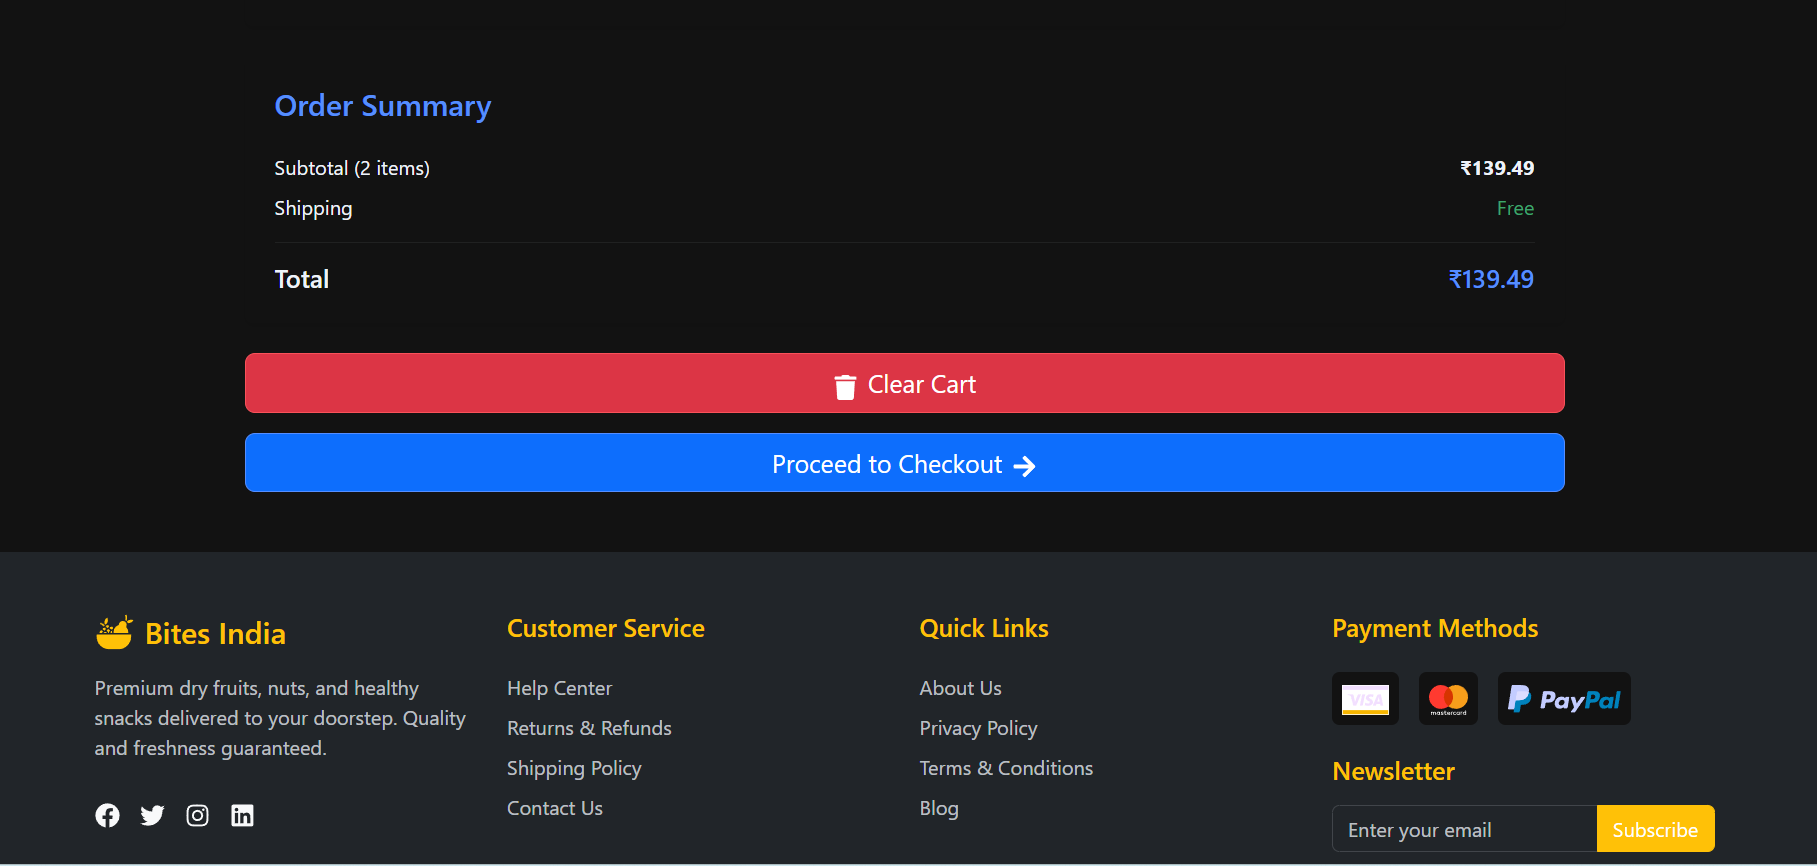 Order Summary
Subtotal (2 items) ₹139.49
Shipping Free
Total ₹139.49
Clear Cart
Proceed to Checkout
Bites India
Premium dry fruits, nuts, and healthy
snacks delivered to your doorstep. Quality
and freshness guaranteed.
Customer Service
Help Center
Returns & Refunds
Shipping Policy
Contact Us
Quick Links
About Us
Privacy Policy
Terms & Conditions
Blog
Payment Methods
VISA
mastercard
PayPal
Newsletter
Enter your email
Subscribe